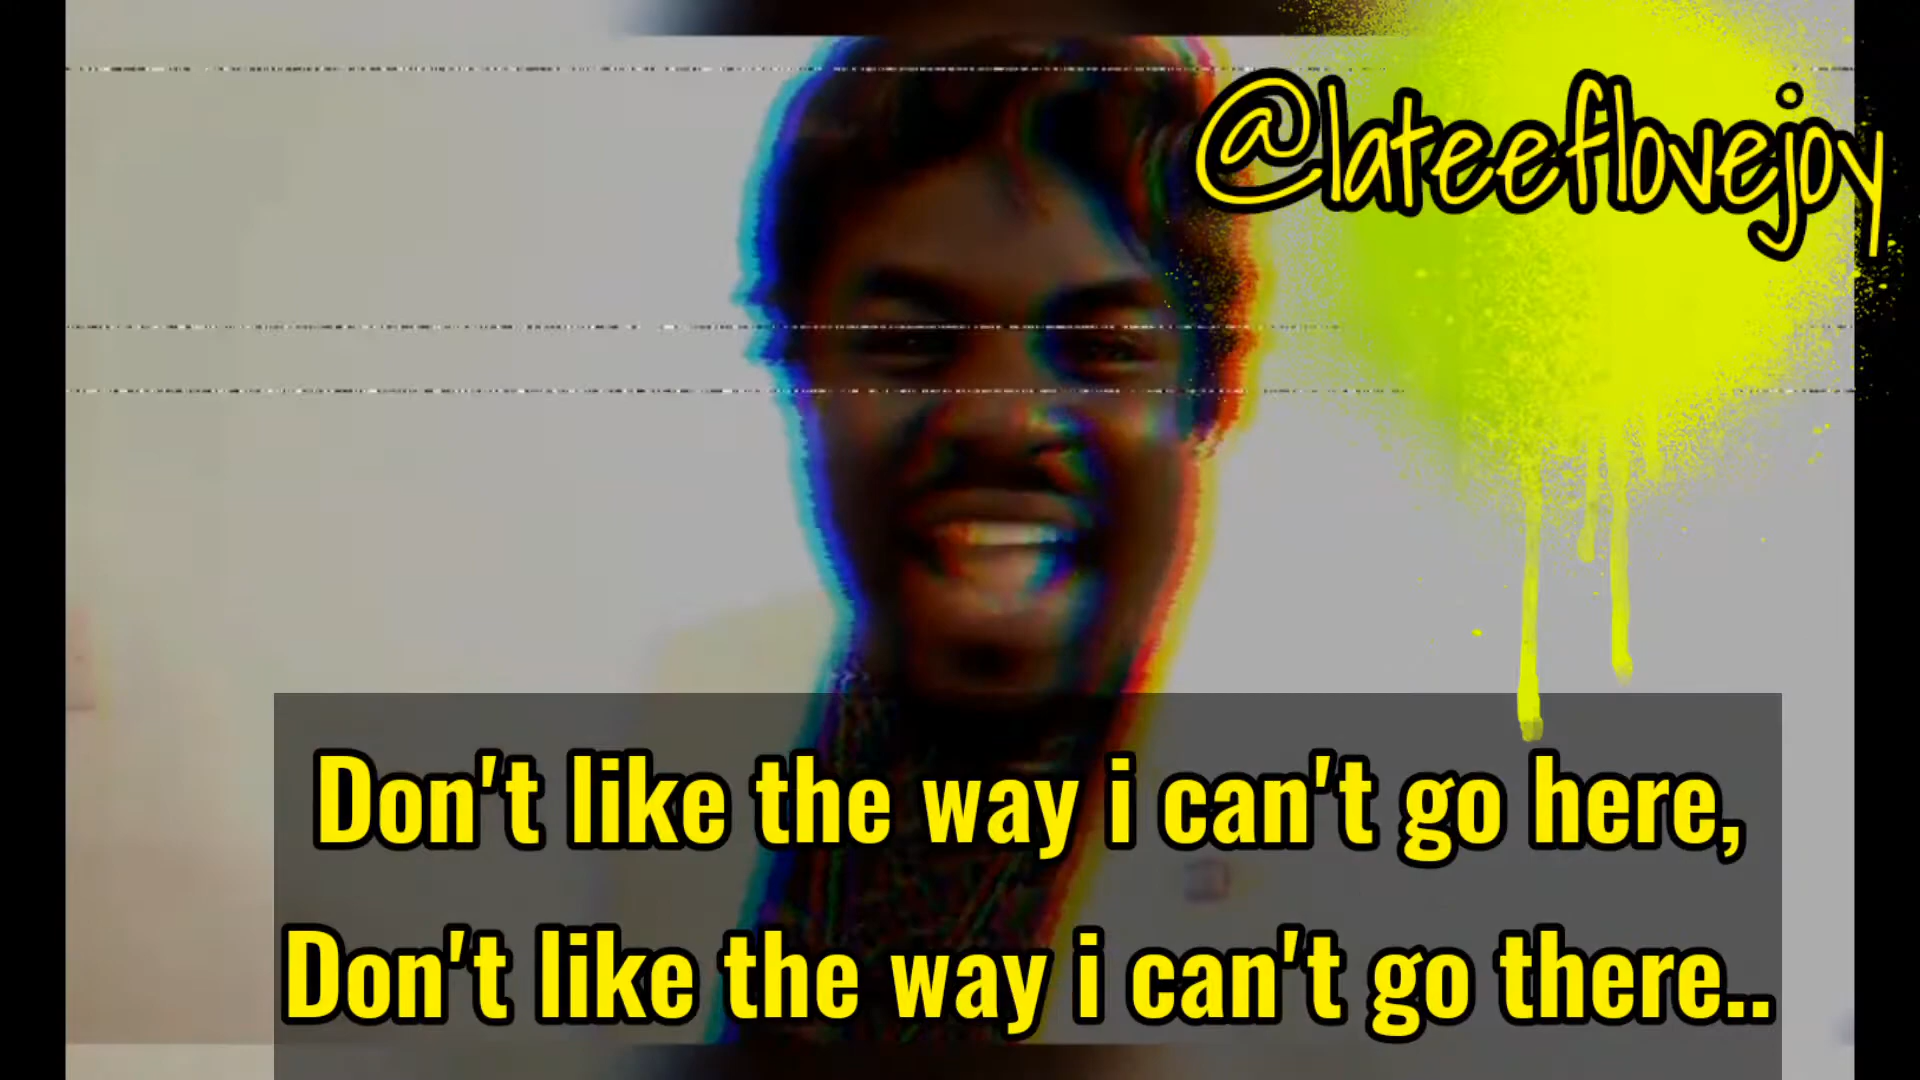 @lateeflovejoy
Don't like the way i can't go here,
Don't like the way i can't go there..